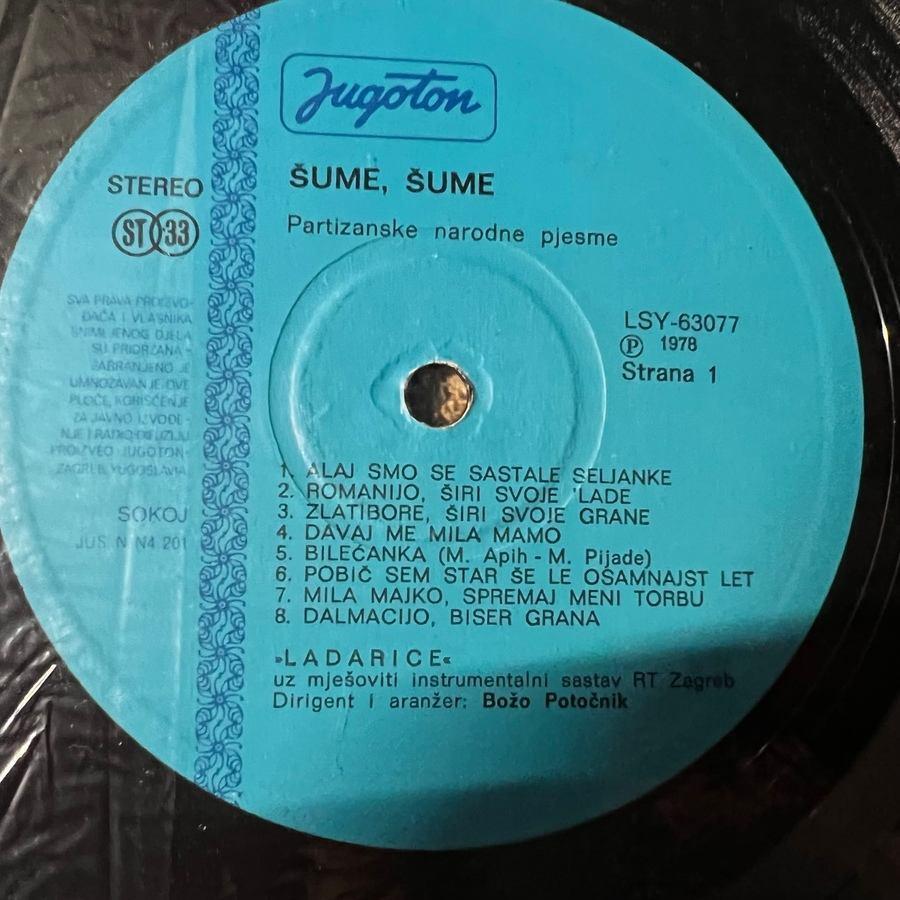 Jugoton
STEREO
ST 33
ŠUME, ŠUME
Partizanske narodne pjesme
SVA PRAVA PROIZVO-
ĐAČA I VLASNIKA
SNIMLJENOG DJELA
SU PRIDRŽANA -
ZABRANJENO JE
UMNOŽAVANJE OVE
PLOČE, KORIŠĆENJE
ZA JAVNO IZVOĐE-
NJE I RADIO-DIFUZIJU
PROIZVEO JUGOTON-
ZAGREB, YUGOSLAVIA
SOKOJ
JUS N N4 201
LSY-63077
Ⓟ 1978
Strana 1
1. ALAJ SMO SE SASTALE SELJANKE
2. ROMANIJO, ŠIRI SVOJE 'LADE
3. ZLATIBORE, ŠIRI SVOJE GRANE
4. DAVAJ ME MILA MAMO
5. BILEĆANKA (M. Apih - M. Pijade)
6. POBIČ SEM STAR ŠE LE OSAMNAJST LET
7. MILA MAJKO, SPREMAJ MENI TORBU
8. DALMACIJO, BISER GRANA
»LADARICE«
uz mješoviti instrumentalni sastav RT Zagreb
Dirigent i aranžer: Božo Potočnik